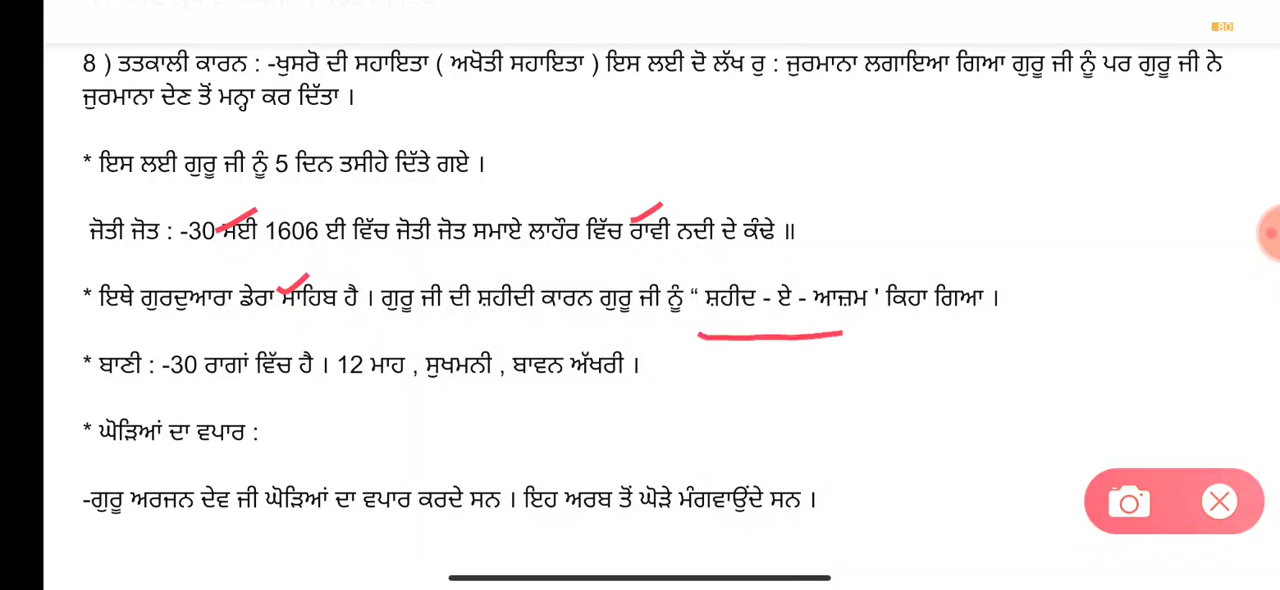 8 ) ਤਤਕਾਲੀ ਕਾਰਨ : -ਖੁਸਰੋ ਦੀ ਸਹਾਇਤਾ ( ਅਖੋਤੀ ਸਹਾਇਤਾ ) ਇਸ ਲਈ ਦੋ ਲੱਖ ਰੁ : ਜੁਰਮਾਨਾ ਲਗਾਇਆ ਗਿਆ ਗੁਰੂ ਜੀ ਨੂੰ ਪਰ ਗੁਰੂ ਜੀ ਨੇ
ਜੁਰਮਾਨਾ ਦੇਣ ਤੋਂ ਮਨ੍ਹਾ ਕਰ ਦਿੱਤਾ ।
* ਇਸ ਲਈ ਗੁਰੂ ਜੀ ਨੂੰ 5 ਦਿਨ ਤਸੀਹੇ ਦਿੱਤੇ ਗਏ ।
ਜੋਤੀ ਜੋਤ : -30 ਮਈ 1606 ਈ ਵਿੱਚ ਜੋਤੀ ਜੋਤ ਸਮਾਏ ਲਾਹੌਰ ਵਿੱਚ ਰਾਵੀ ਨਦੀ ਦੇ ਕੰਢੇ ॥
* ਇਥੇ ਗੁਰਦੁਆਰਾ ਡੇਰਾ ਸਾਹਿਬ ਹੈ । ਗੁਰੂ ਜੀ ਦੀ ਸ਼ਹੀਦੀ ਕਾਰਨ ਗੁਰੂ ਜੀ ਨੂੰ “ ਸ਼ਹੀਦ - ਏ - ਆਜ਼ਮ ' ਕਿਹਾ ਗਿਆ ।
* ਬਾਣੀ : -30 ਰਾਗਾਂ ਵਿੱਚ ਹੈ । 12 ਮਾਹ , ਸੁਖਮਨੀ , ਬਾਵਨ ਅੱਖਰੀ ।
* ਘੋੜਿਆਂ ਦਾ ਵਪਾਰ :
-ਗੁਰੂ ਅਰਜਨ ਦੇਵ ਜੀ ਘੋੜਿਆਂ ਦਾ ਵਪਾਰ ਕਰਦੇ ਸਨ । ਇਹ ਅਰਬ ਤੋਂ ਘੋੜੇ ਮੰਗਵਾਉਂਦੇ ਸਨ ।